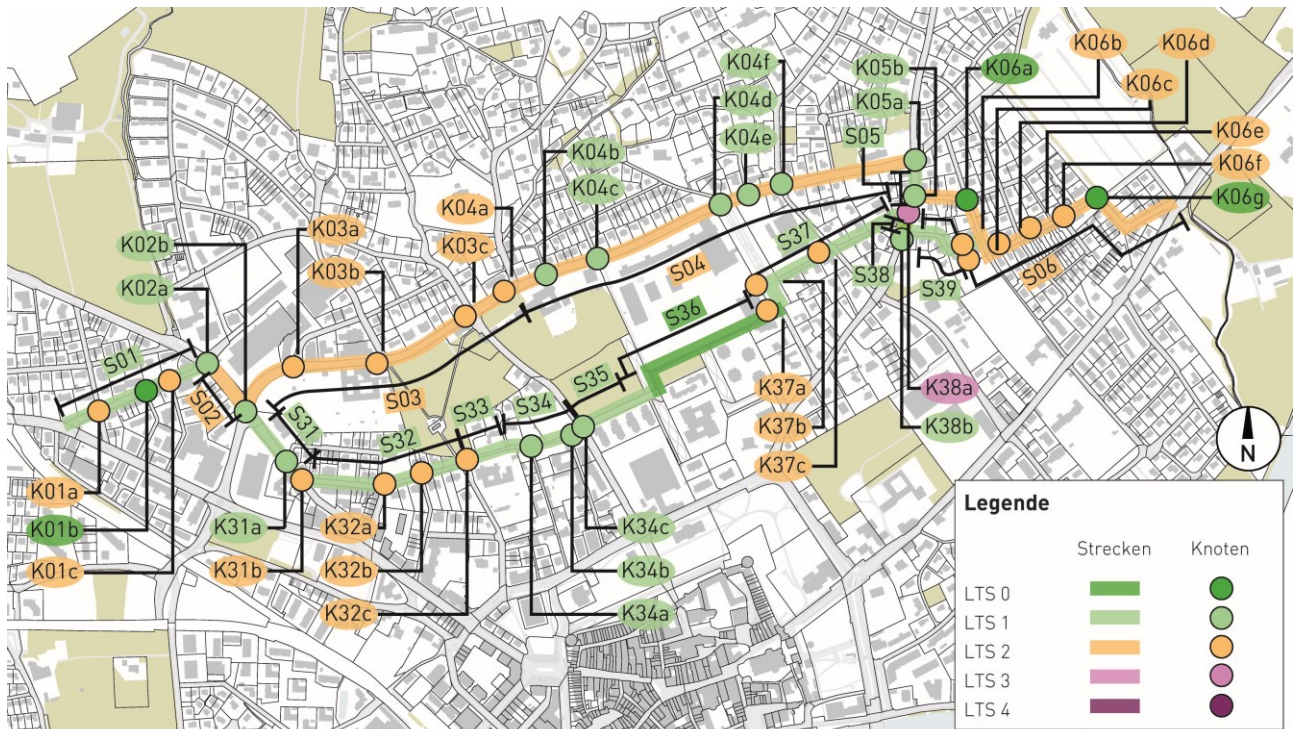 K06b
K06d
K04f
K05b
K06a
K06c
K04d
K05a
K06e
K04e
S05
K04b
K06f
K04c
K06g
K04a
K03a
K02b
K03c
S37
K03b
S04
S38
S39
S06
K02a
S36
S01
S35
K37a
K38a
S02
S03
S33
S34
S31
S32
K37b
K38b
N
K37c
K01a
Legende
K01b
K31a
K32a
K34c
Strecken
Knoten
K01c
K31b
K32b
K34b
LTS 0
K32c
K34a
LTS 1
LTS 2
LTS 3
LTS 4